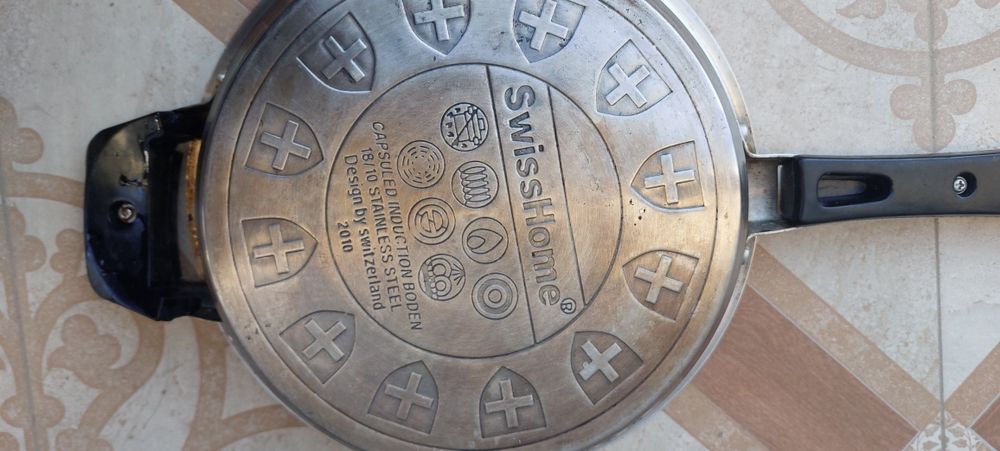 SwissHome®
CAPSULED INDUCTION BODEN
18/10 STAINLESS STEEL
Design by Switzerland
2010